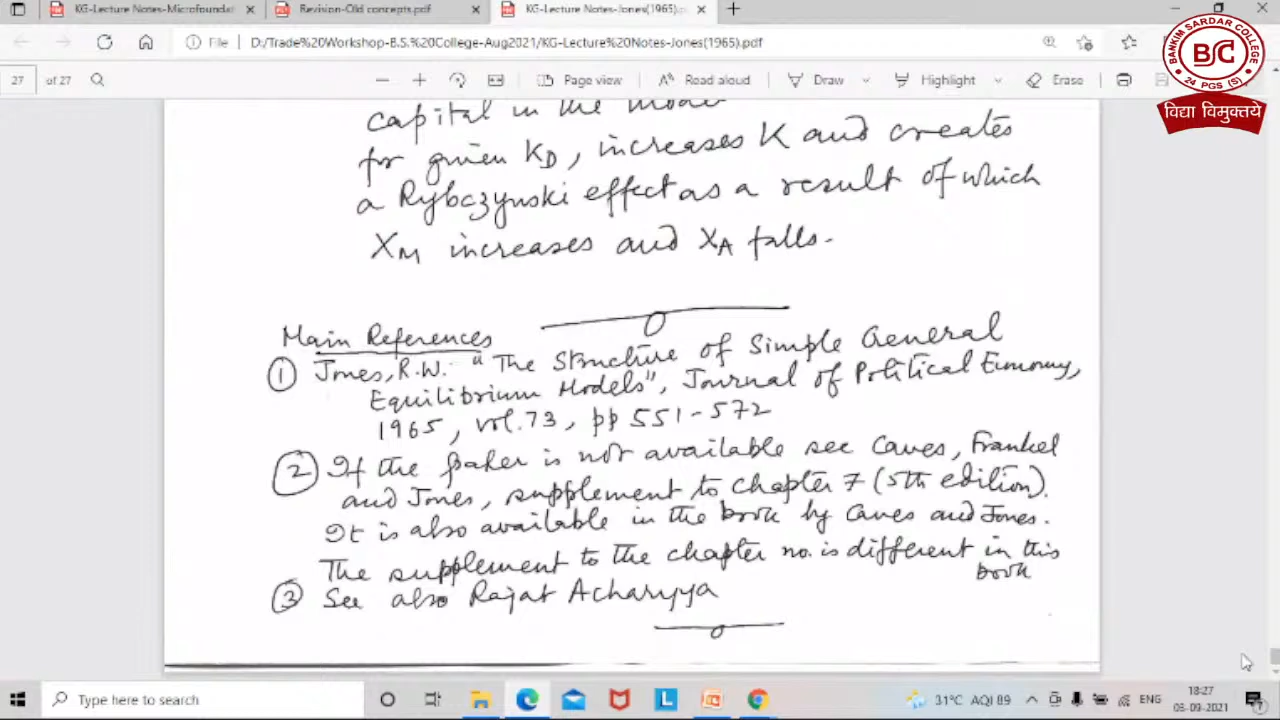 KG-Lecture Notes-Microfoundat
Revision-Old concepts.pdf
KG-Lecture Notes-Jones(1965).p
File
D:/Trade%20Workshop-B.S.%20College-Aug2021/KG-Lecture%20Notes-Jones(1965).pdf
27 of 27
Page view
Read aloud
Draw
Highlight
Erase
BANKIM SARDAR COLLEGE
BSC
24 PGS (S)
विद्या विमुक्तये
capital in the model
for given KD, increases K and creates
a Rybczynski effect as a result of which
XM increases and XA falls.
Main References
① Jones, R.W. "The Structure of Simple General
Equilibrium Models", Journal of Political Economy,
1965, vol.73, pp 551-572
② If the paper is not available see Caves, Frankel
and Jones, supplement to chapter 7 (5th edition).
It is also available in the book by Caves and Jones.
The supplement to the chapter no. is different in this
book
③ See also Rajat Acharyya
Type here to search
31°C AQI 89
ENG
18:27
03-09-2021